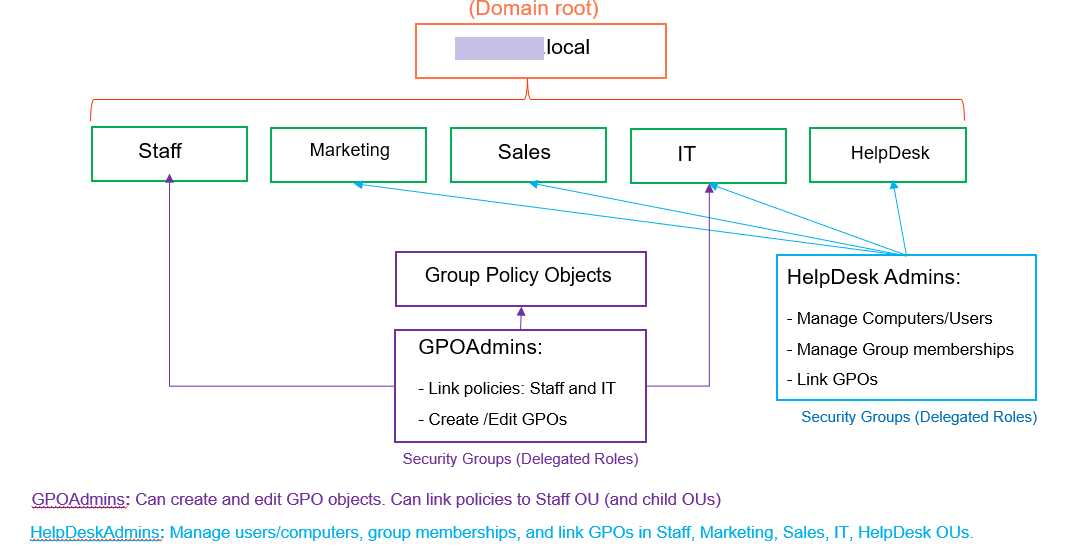 (Domain root)
.local
Staff
Marketing
Sales
IT
HelpDesk
Group Policy Objects
HelpDesk Admins:
- Manage Computers/Users
- Manage Group memberships
- Link GPOs
GPOAdmins:
- Link policies: Staff and IT
- Create /Edit GPOs
Security Groups (Delegated Roles)
Security Groups (Delegated Roles)
GPOAdmins: Can create and edit GPO objects. Can link policies to Staff OU (and child OUs)
HelpDeskAdmins: Manage users/computers, group memberships, and link GPOs in Staff, Marketing, Sales, IT, HelpDesk OUs.